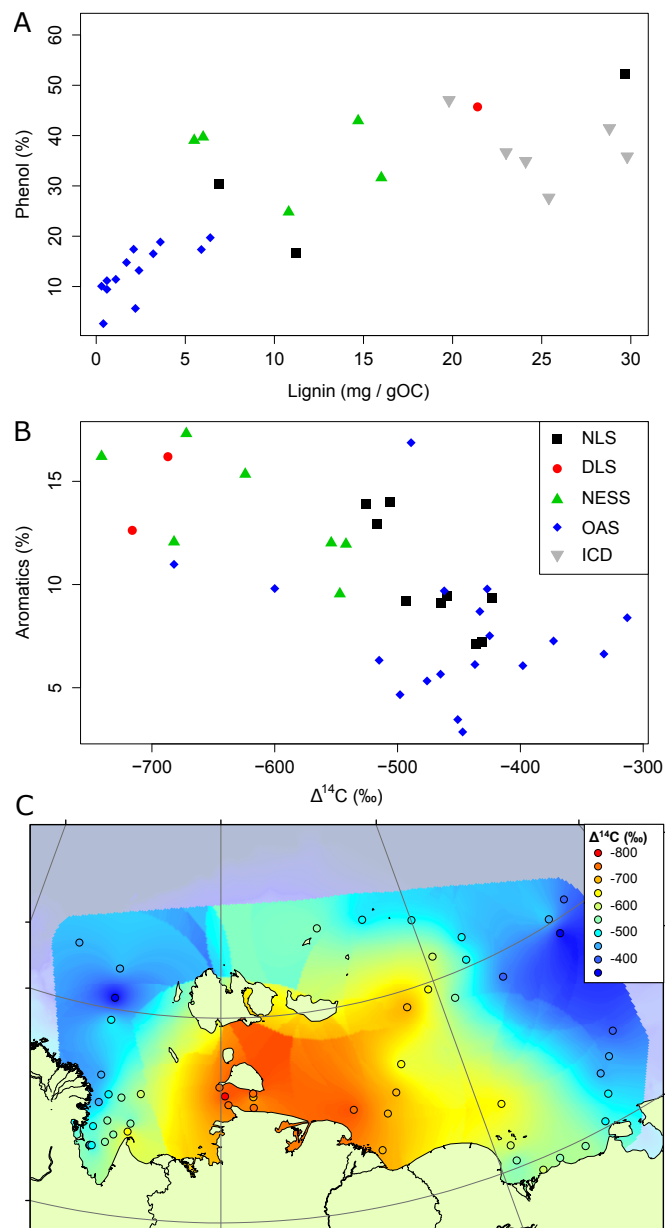 A
Phenol (%)
60
50
40
30
20
10
0 5 10 15 20 25 30
Lignin (mg / gOC)
B
Aromatics (%)
15
10
5
NLS
DLS
NESS
OAS
ICD
−700 −600 −500 −400 −300
Δ¹⁴C (‰)
C
Δ¹⁴C (‰)
-800
-700
-600
-500
-400